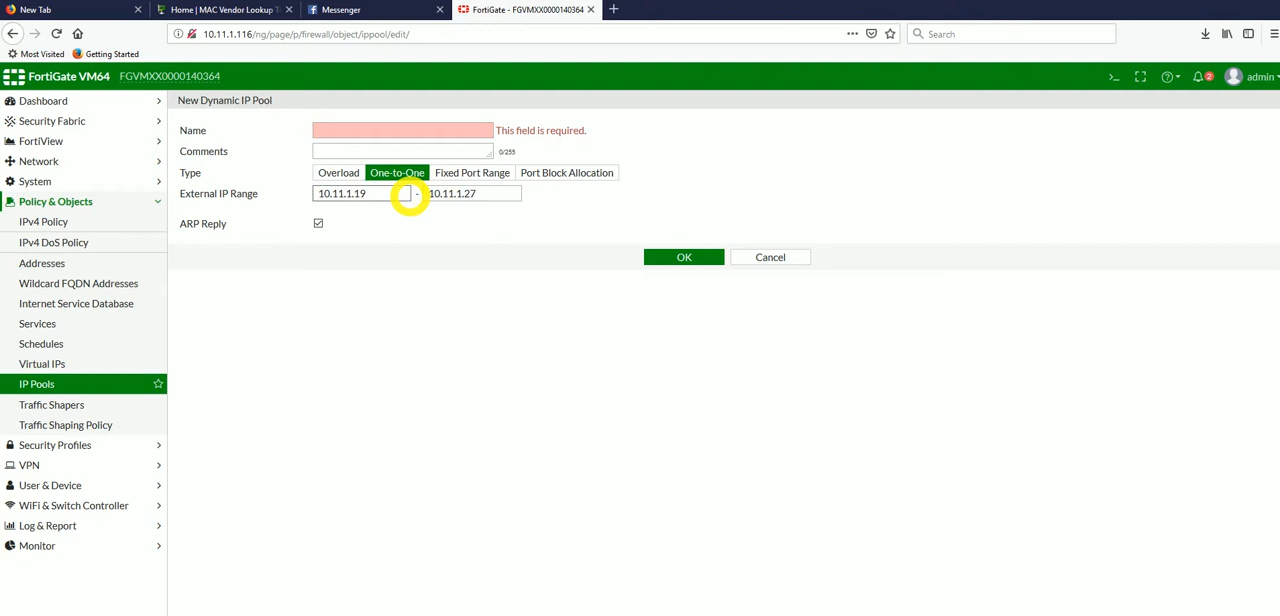 New Tab
Home | MAC Vendor Lookup T
Messenger
FortiGate - FGVMXX0000140364
10.11.1.116/ng/page/p/firewall/object/ippool/edit/
Search
Most Visited
Getting Started
FortiGate VM64
FGVMXX0000140364
2
admin
Dashboard
Security Fabric
FortiView
Network
System
Policy & Objects
IPv4 Policy
IPv4 DoS Policy
Addresses
Wildcard FQDN Addresses
Internet Service Database
Services
Schedules
Virtual IPs
IP Pools
Traffic Shapers
Traffic Shaping Policy
Security Profiles
VPN
User & Device
WiFi & Switch Controller
Log & Report
Monitor
New Dynamic IP Pool
Name This field is required.
Comments 0/255
Type Overload One-to-One Fixed Port Range Port Block Allocation
External IP Range 10.11.1.19 - 10.11.1.27
ARP Reply
OK Cancel